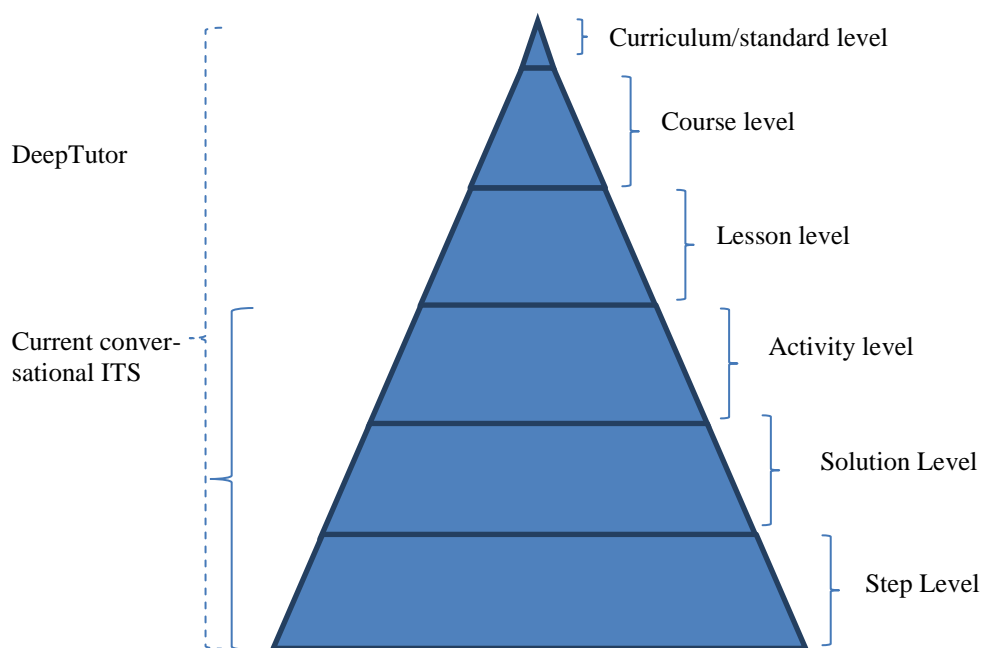 Curriculum/standard level
Course level
DeepTutor
Lesson level
Current conver-
sational ITS
Activity level
Solution Level
Step Level